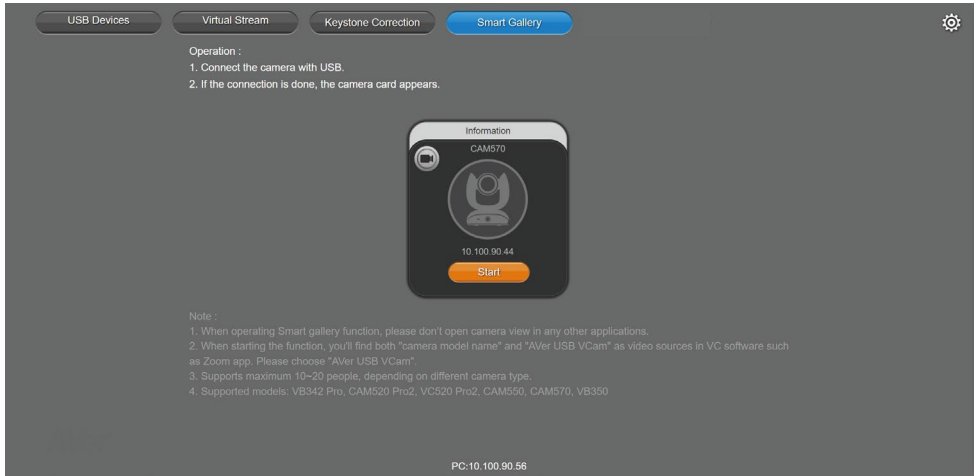 USB Devices
Virtual Stream
Keystone Correction
Smart Gallery
Operation :
1. Connect the camera with USB.
2. If the connection is done, the camera card appears.
Information
CAM570
10.100.90.44
Start
Note :
1. When operating Smart gallery function, please don't open camera view in any other applications.
2. When starting the function, you'll find both "camera model name" and "AVer USB VCam" as video sources in VC software such
as Zoom app. Please choose "AVer USB VCam".
3. Supports maximum 10~20 people, depending on different camera type.
4. Supported models: VB342 Pro, CAM520 Pro2, VC520 Pro2, CAM550, CAM570, VB350
PC:10.100.90.56